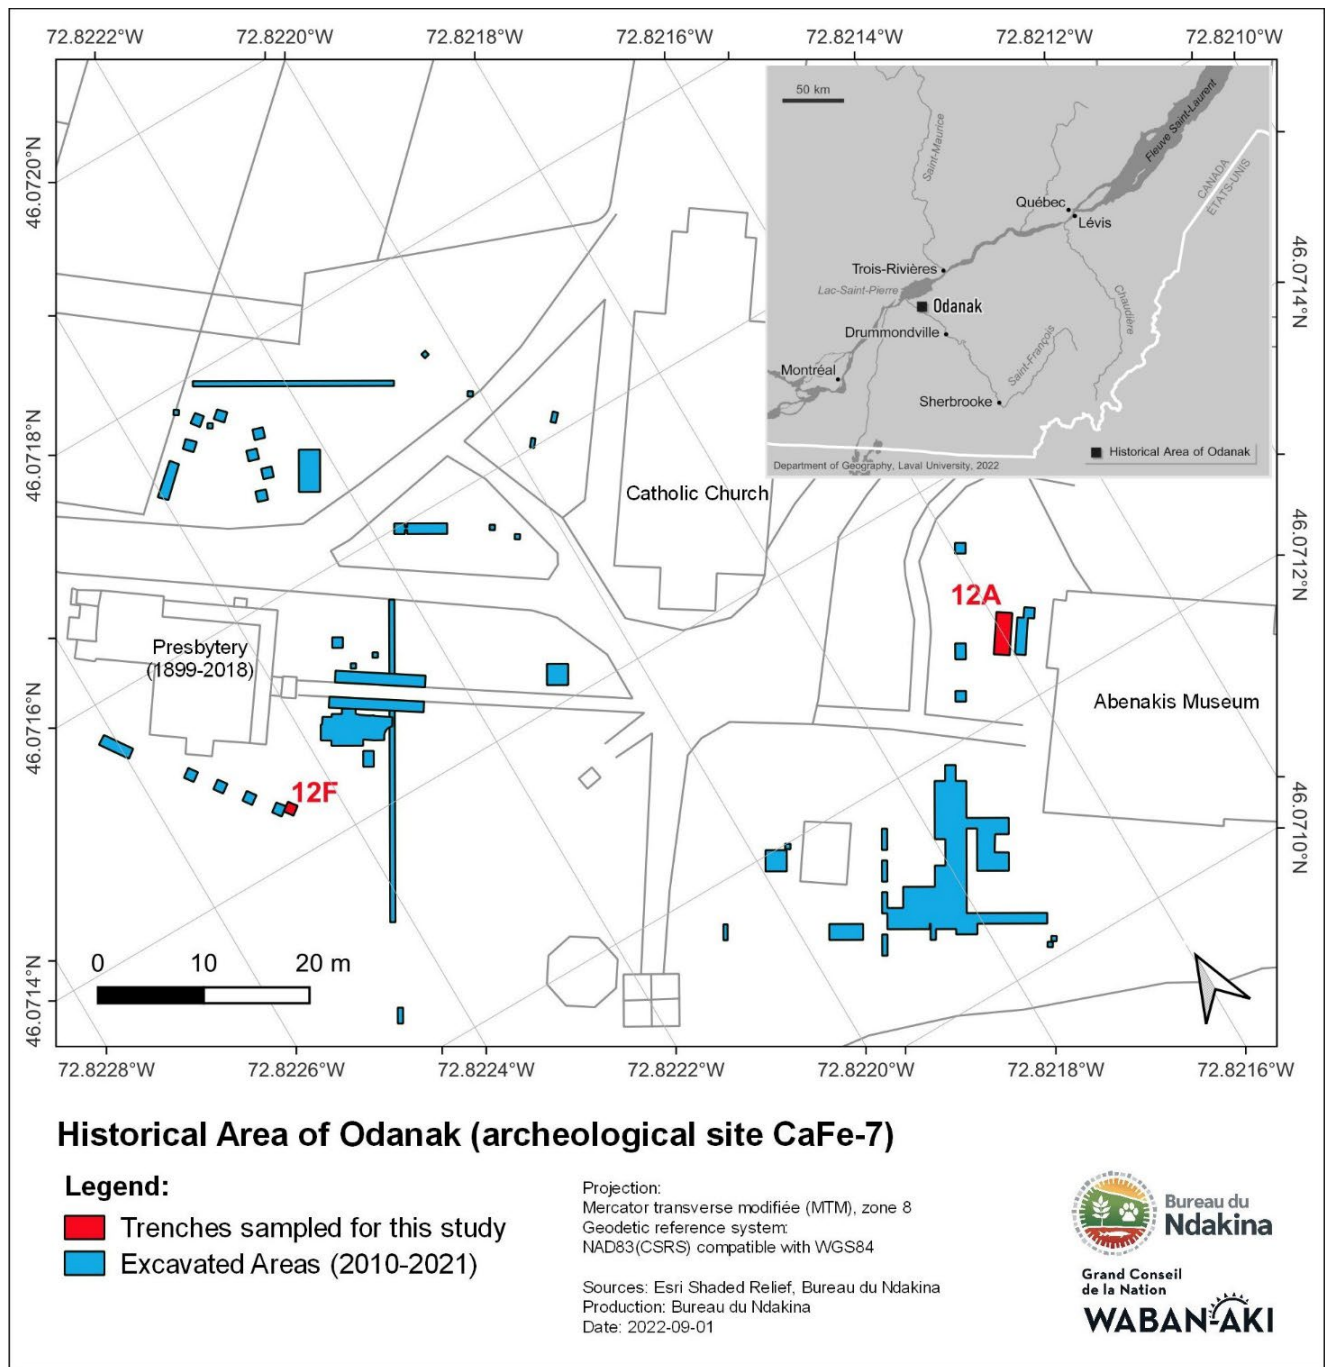 72.8222°W 72.8220°W 72.8218°W 72.8216°W 72.8214°W 72.8212°W 72.8210°W
46.0720°N
46.0718°N
46.0716°N
46.0714°N
50 km
Saint-Maurice
Fleuve Saint-Laurent
CANADA
ÉTATS-UNIS
Québec
Lévis
Trois-Rivières
Lac-Saint-Pierre
Odanak
Chaudière
Drummondville
Saint-François
Montréal
Sherbrooke
Historical Area of Odanak
Department of Geography, Laval University, 2022
46.0714°N
46.0712°N
46.0710°N
Catholic Church
12A
Presbytery
(1899-2018)
Abenakis Museum
12F
0 10 20 m
72.8228°W 72.8226°W 72.8224°W 72.8222°W 72.8220°W 72.8218°W 72.8216°W
Historical Area of Odanak (archeological site CaFe-7)
Legend:
Trenches sampled for this study
Excavated Areas (2010-2021)
Projection:
Mercator transverse modifiée (MTM), zone 8
Geodetic reference system:
NAD83(CSRS) compatible with WGS84
Sources: Esri Shaded Relief, Bureau du Ndakina
Production: Bureau du Ndakina
Date: 2022-09-01
Bureau du
Ndakina
Grand Conseil
de la Nation
WABAN-AKI